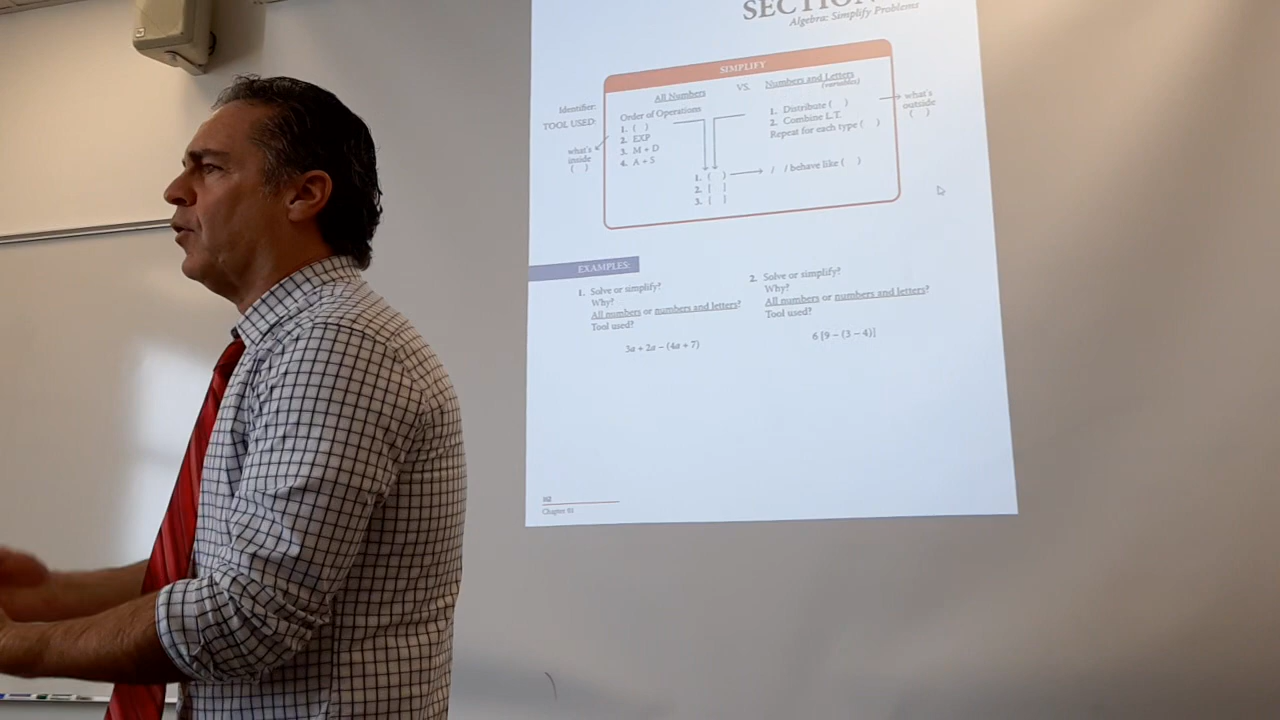 SECTION
Algebra: Simplify Problems
SIMPLIFY
Identifier:
All Numbers
VS.
Numbers and Letters
(variables)
TOOL USED:
Order of Operations
1. ( )
2. EXP
3. M + D
4. A + S
what's
inside
( )
1. Distribute ( )
2. Combine L.T.
Repeat for each type ( )
what's
outside
( )
1. ( )
2. [ ]
3. { }
/ / behave like ( )
EXAMPLES:
1. Solve or simplify?
Why?
All numbers or numbers and letters?
Tool used?
3a + 2a – (4a + 7)
2. Solve or simplify?
Why?
All numbers or numbers and letters?
Tool used?
6 [9 – (3 – 4)]
Chapter 03